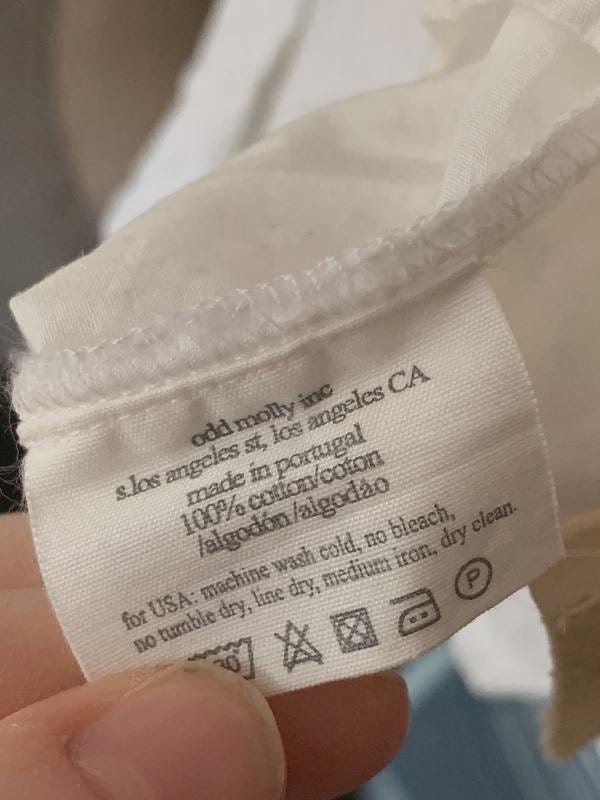 odd molly inc
s.los angeles st, los angeles CA
made in portugal
100% cotton/coton
/algodón/algodão
for USA: machine wash cold, no bleach,
no tumble dry, line dry, medium iron, dry clean.
30 P